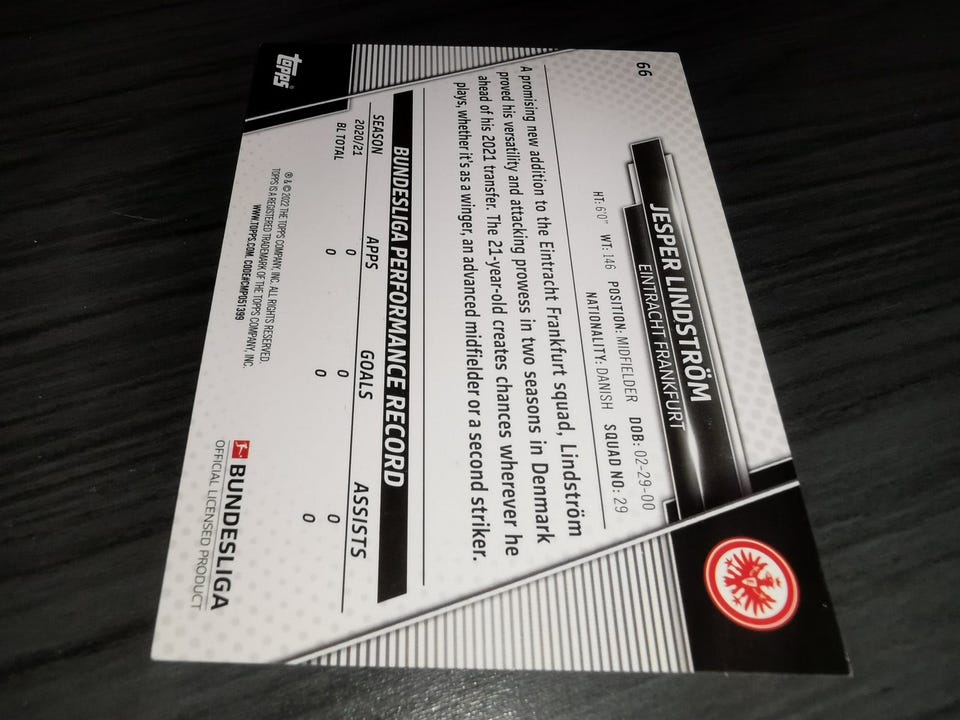 66
JESPER LINDSTRÖM
EINTRACHT FRANKFURT
HT: 6'0" WT: 146 POSITION: MIDFIELDER DOB: 02-29-00
NATIONALITY: DANISH SQUAD NO: 29
A promising new addition to the Eintracht Frankfurt squad, Lindström
proved his versatility and attacking prowess in two seasons in Denmark
ahead of his 2021 transfer. The 21-year-old creates chances wherever he
plays, whether it's as a winger, an advanced midfielder or a second striker.
BUNDESLIGA PERFORMANCE RECORD
SEASON APPS GOALS ASSISTS
2020/21 0 0 0
BL TOTAL 0 0 0
topps®
® & © 2022 THE TOPPS COMPANY, INC. ALL RIGHTS RESERVED.
TOPPS IS A REGISTERED TRADEMARK OF THE TOPPS COMPANY, INC.
WWW.TOPPS.COM. CODE#CMP051399
BUNDESLIGA
OFFICIAL LICENSED PRODUCT